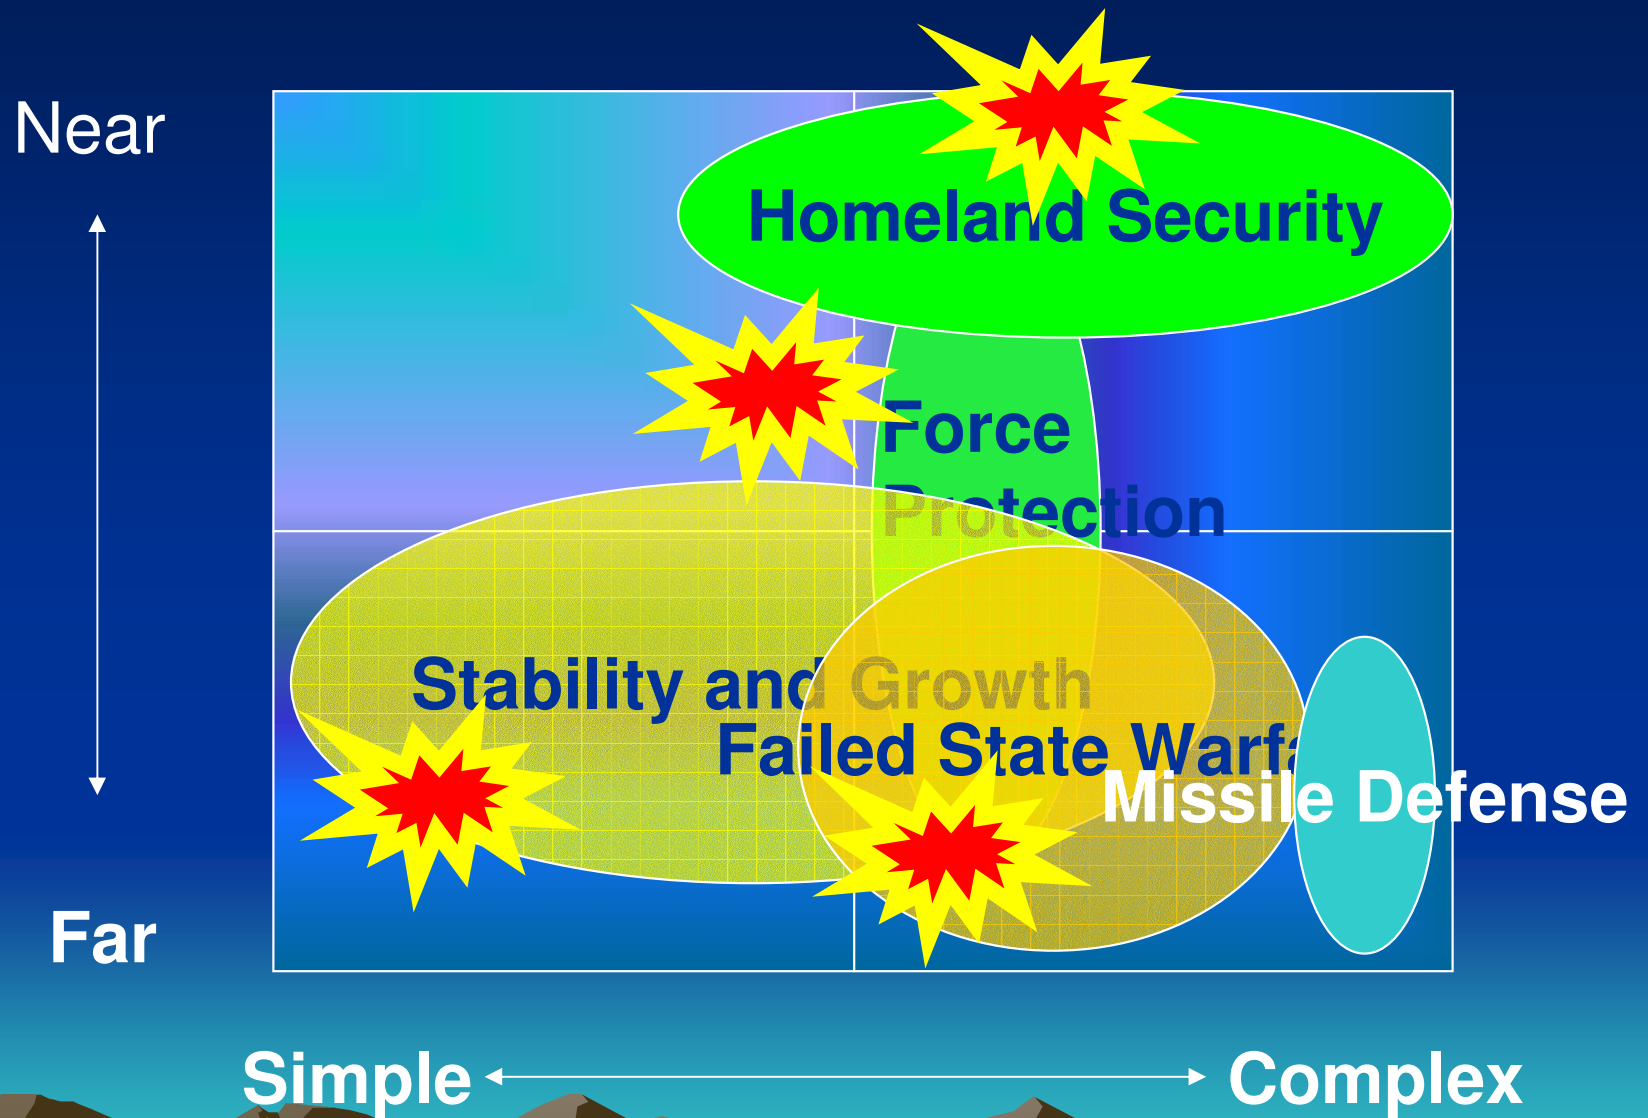 Near
Homeland Security
Force
Protection
Stability and Growth
Failed State Warfa
Missile Defense
Far
Simple
Complex